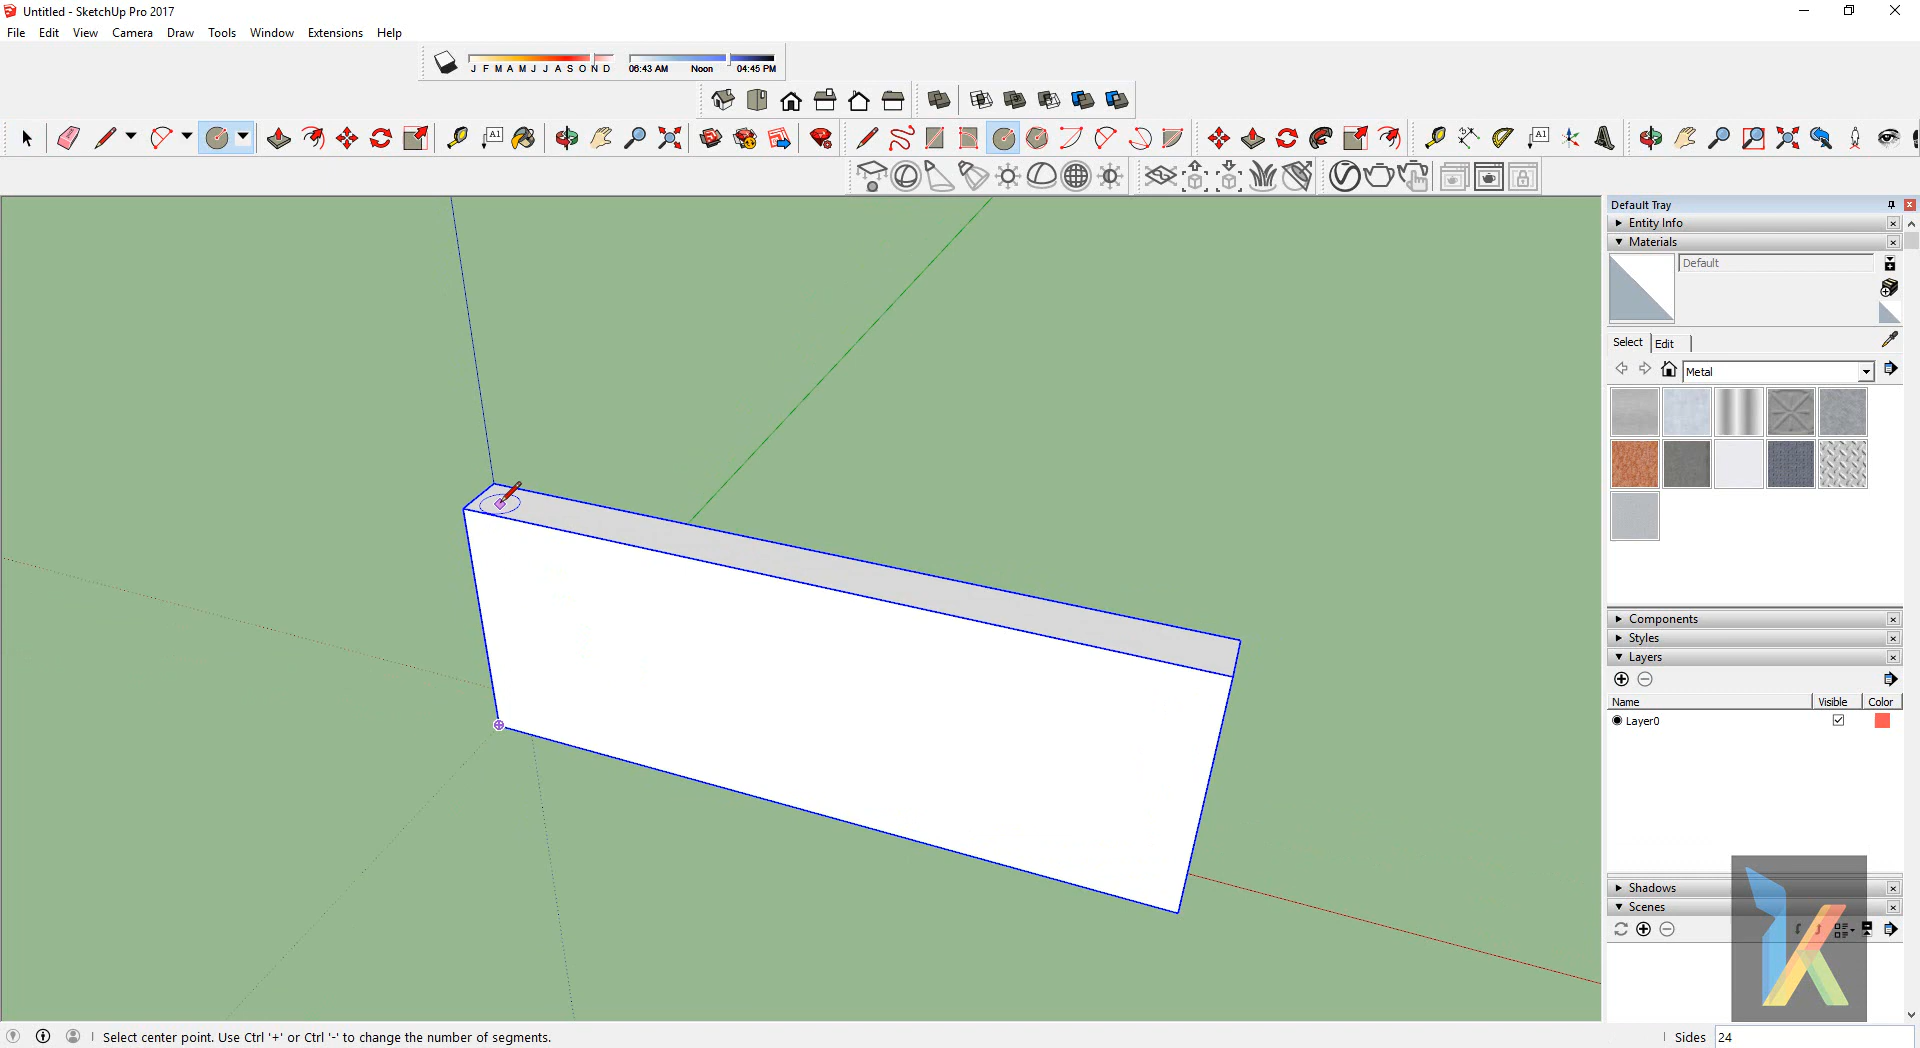 Untitled - SketchUp Pro 2017
File Edit View Camera Draw Tools Window Extensions Help
J F M A M J J A S O N D
06:43 AM Noon 04:45 PM
A1
A1
Default Tray
Entity Info
Materials
Default
Select Edit
Metal
Components
Styles
Layers
Name Visible Color
Layer0
Shadows
Scenes
Select center point. Use Ctrl '+' or Ctrl '-' to change the number of segments.
Sides 24